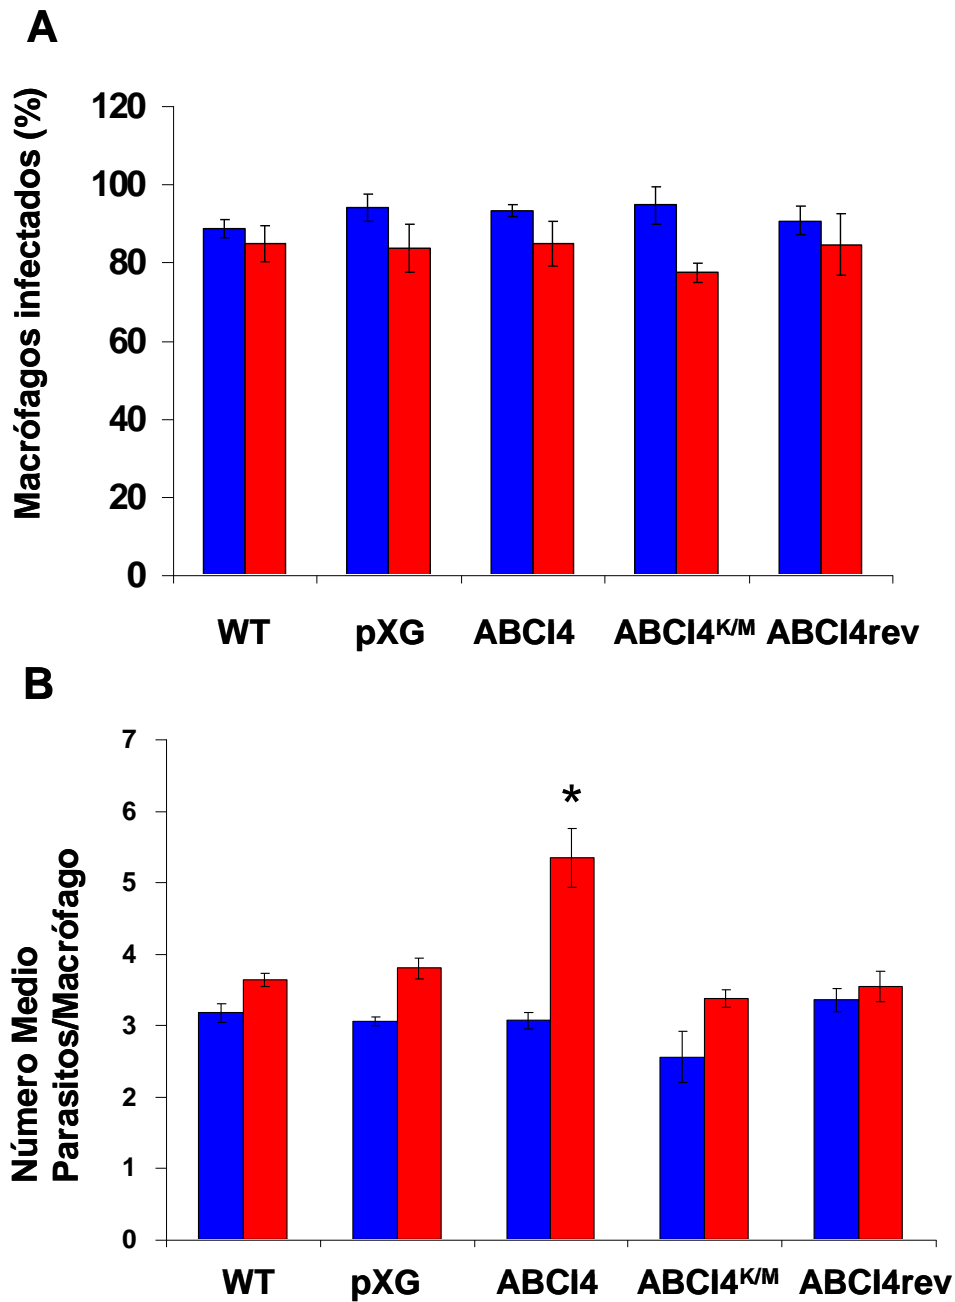 A
Macrófagos infectados (%)
120
100
80
60
40
20
0
WT pXG ABCI4 ABCI4K/M ABCI4rev
B
Número Medio
Parasitos/Macrófago
7
6
5
4
3
2
1
0
*
WT pXG ABCI4 ABCI4K/M ABCI4rev